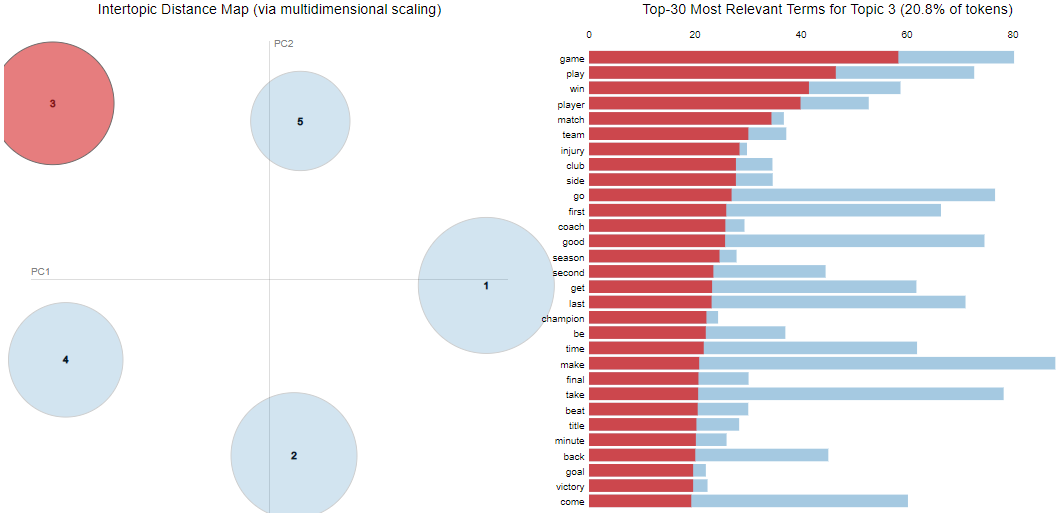 Intertopic Distance Map (via multidimensional scaling)
PC2
PC1
3
5
1
4
2
Top-30 Most Relevant Terms for Topic 3 (20.8% of tokens)
0 20 40 60 80
game
play
win
player
match
team
injury
club
side
go
first
coach
good
season
second
get
last
champion
be
time
make
final
take
beat
title
minute
back
goal
victory
come